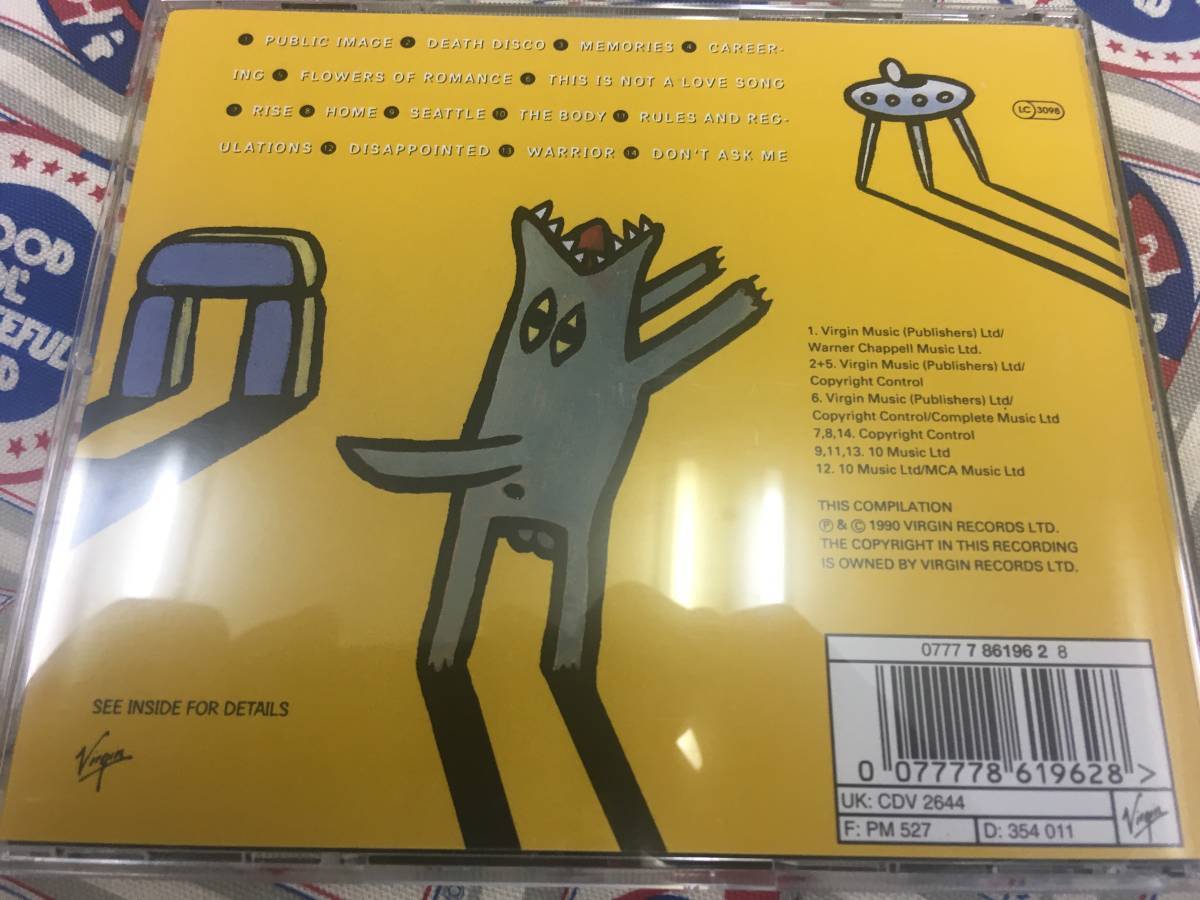 1 PUBLIC IMAGE 2 DEATH DISCO 3 MEMORIES 4 CAREER-
ING 5 FLOWERS OF ROMANCE 6 THIS IS NOT A LOVE SONG
7 RISE 8 HOME 9 SEATTLE 10 THE BODY 11 RULES AND REG-
ULATIONS 12 DISAPPOINTED 13 WARRIOR 14 DON'T ASK ME
LC 3098
1. Virgin Music (Publishers) Ltd/
Warner Chappell Music Ltd.
2+5. Virgin Music (Publishers) Ltd/
Copyright Control
6. Virgin Music (Publishers) Ltd/
Copyright Control/Complete Music Ltd
7,8,14. Copyright Control
9,11,13. 10 Music Ltd
12. 10 Music Ltd/MCA Music Ltd
THIS COMPILATION
Ⓟ & © 1990 VIRGIN RECORDS LTD.
THE COPYRIGHT IN THIS RECORDING
IS OWNED BY VIRGIN RECORDS LTD.
SEE INSIDE FOR DETAILS
Virgin
0777 7 86196 2 8
0 077778 619628 >
UK: CDV 2644
F: PM 527
D: 354 011
Virgin
OOD
OL'
EFUL
D